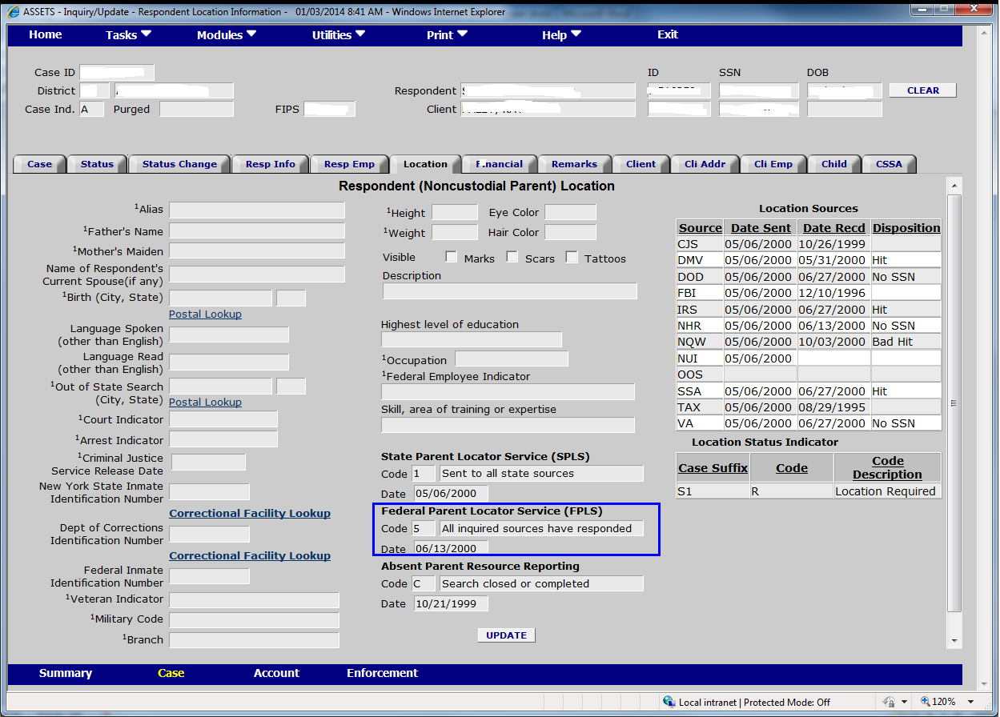 ASSETS - Inquiry/Update - Respondent Location Information - 01/03/2014 8:41 AM - Windows Internet Explorer
Home Tasks Modules Utilities Print Help Exit
ID SSN DOB
Case ID
District Respondent CLEAR
Case Ind. A Purged FIPS Client
Case Status Status Change Resp Info Resp Emp Location Financial Remarks Client Cli Addr Cli Emp Child CSSA
Respondent (Noncustodial Parent) Location
1Alias
1Father's Name
1Mother's Maiden
Name of Respondent's
Current Spouse(if any)
1Birth (City, State)
Postal Lookup
Language Spoken
(other than English)
Language Read
(other than English)
1Out of State Search
(City, State)
Postal Lookup
1Court Indicator
1Arrest Indicator
1Criminal Justice
Service Release Date
New York State Inmate
Identification Number
Correctional Facility Lookup
Dept of Corrections
Identification Number
Correctional Facility Lookup
Federal Inmate
Identification Number
1Veteran Indicator
1Military Code
1Branch
1Height Eye Color
1Weight Hair Color
Visible Marks Scars Tattoos
Description
Highest level of education
1Occupation
1Federal Employee Indicator
Skill, area of training or expertise
State Parent Locator Service (SPLS)
Code 1 Sent to all state sources
Date 05/06/2000
Federal Parent Locator Service (FPLS)
Code 5 All inquired sources have responded
Date 06/13/2000
Absent Parent Resource Reporting
Code C Search closed or completed
Date 10/21/1999
UPDATE
Location Sources
Source Date Sent Date Recd Disposition
CJS 05/06/2000 10/26/1999
DMV 05/06/2000 05/31/2000 Hit
DOD 05/06/2000 06/27/2000 No SSN
FBI 05/06/2000 12/10/1996
IRS 05/06/2000 06/27/2000 Hit
NHR 05/06/2000 06/13/2000 No SSN
NQW 05/06/2000 10/03/2000 Bad Hit
NUI 05/06/2000
OOS
SSA 05/06/2000 06/27/2000 Hit
TAX 05/06/2000 08/29/1995
VA 05/06/2000 06/27/2000 No SSN
Location Status Indicator
Case Suffix Code Code Description
S1 R Location Required
Summary Case Account Enforcement
Local intranet | Protected Mode: Off 120%